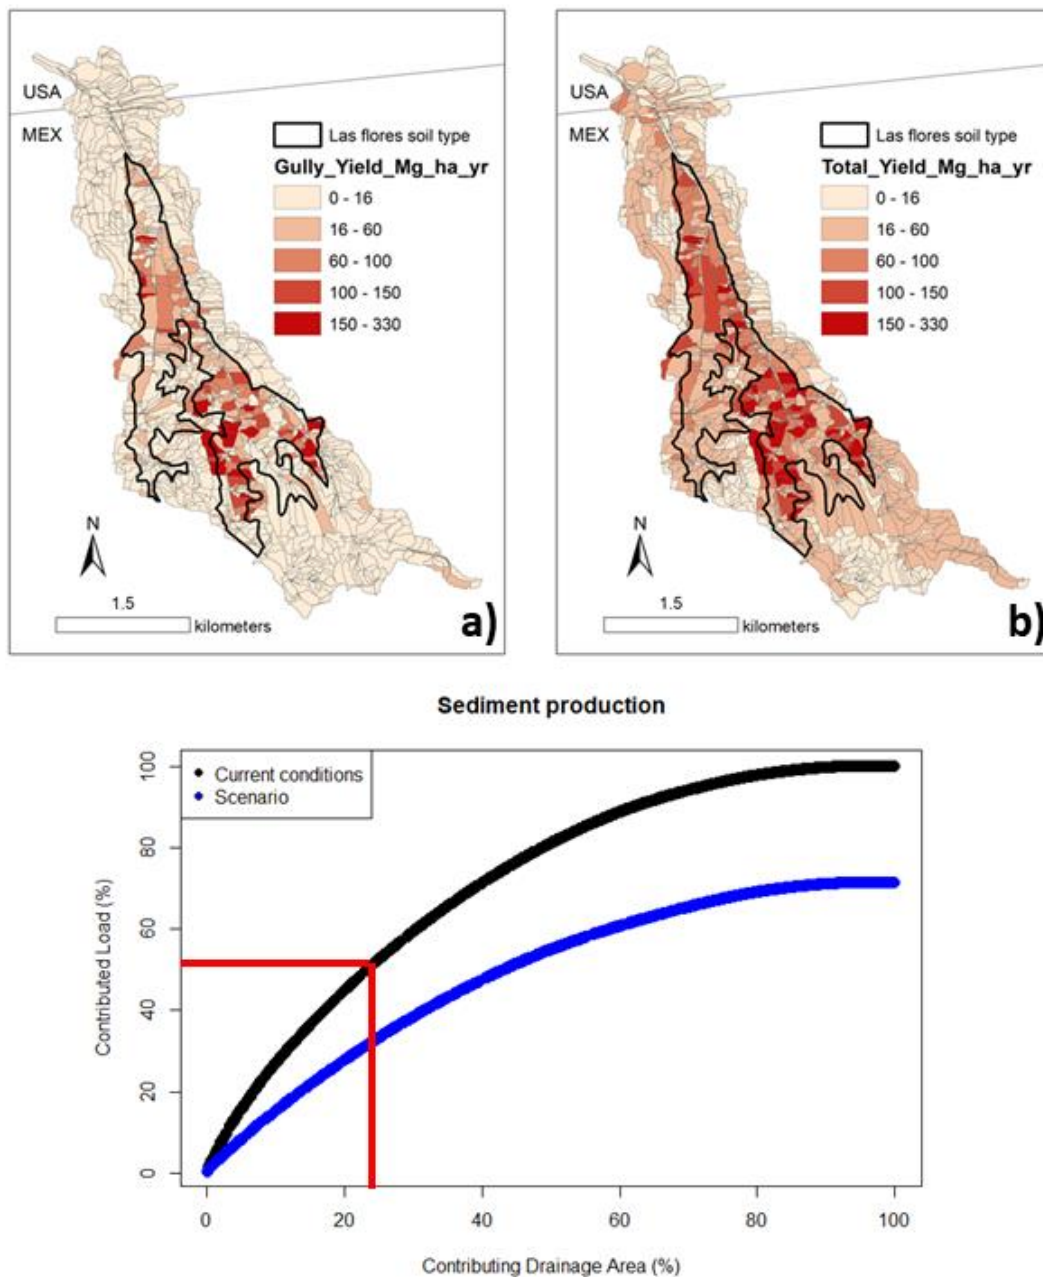 USA
MEX
Las flores soil type
Gully_Yield_Mg_ha_yr
0 - 16
16 - 60
60 - 100
100 - 150
150 - 330
N
1.5
kilometers
a)
USA
MEX
Las flores soil type
Total_Yield_Mg_ha_yr
0 - 16
16 - 60
60 - 100
100 - 150
150 - 330
N
1.5
kilometers
b)
Sediment production
Current conditions
Scenario
Contributed Load (%)
100
80
60
40
20
0
0 20 40 60 80 100
Contributing Drainage Area (%)